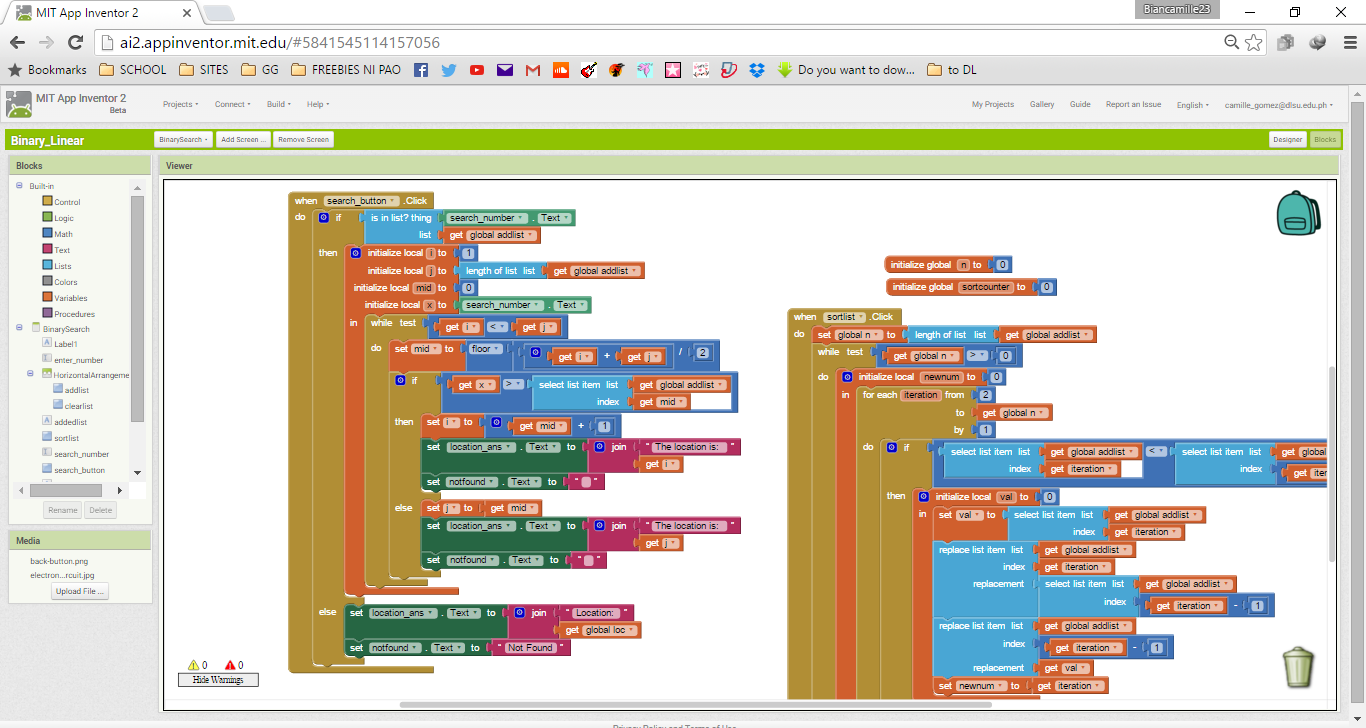 MIT App Inventor 2
Biancamille23
ai2.appinventor.mit.edu/#5841545114157056
Bookmarks SCHOOL SITES GG FREEBIES NI PAO Do you want to dow... to DL
MIT App Inventor 2
Beta
Projects Connect Build Help My Projects Gallery Guide Report an Issue English camille_gomez@dlsu.edu.ph
Binary_Linear BinarySearch Add Screen ... Remove Screen Designer Blocks
Blocks
Built-in
Control
Logic
Math
Text
Lists
Colors
Variables
Procedures
BinarySearch
Label1
enter_number
HorizontalArrangeme
addlist
clearlist
addedlist
sortlist
search_number
search_button
Rename Delete
Media
back-button.png
electron...rcuit.jpg
Upload File ...
Viewer
when search_button .Click
do if is in list? thing search_number . Text
list get global addlist
then initialize local i to 1
initialize local j to length of list list get global addlist
initialize local mid to 0
initialize local x to search_number . Text
in while test get i < get j
do set mid to floor get i + get j / 2
if get x > select list item list get global addlist
index get mid
then set i to get mid + 1
set location_ans . Text to join " The location is: "
get i
set notfound . Text to " "
else set j to get mid
set location_ans . Text to join " The location is: "
get j
set notfound . Text to " "
else set location_ans . Text to join " Location: "
get global loc
set notfound . Text to " Not Found "
0 0
Hide Warnings
initialize global n to 0
initialize global sortcounter to 0
when sortlist .Click
do set global n to length of list list get global addlist
while test get global n > 0
do initialize local newnum to 0
in for each iteration from 2
to get global n
by 1
do if select list item list get global addlist < select list item list get global
index get iteration index get iter
then initialize local val to 0
in set val to select list item list get global addlist
index get iteration
replace list item list get global addlist
index get iteration
replacement select list item list get global addlist
index get iteration - 1
replace list item list get global addlist
index get iteration - 1
replacement get val
set newnum to get iteration
Privacy Policy and Terms of Use